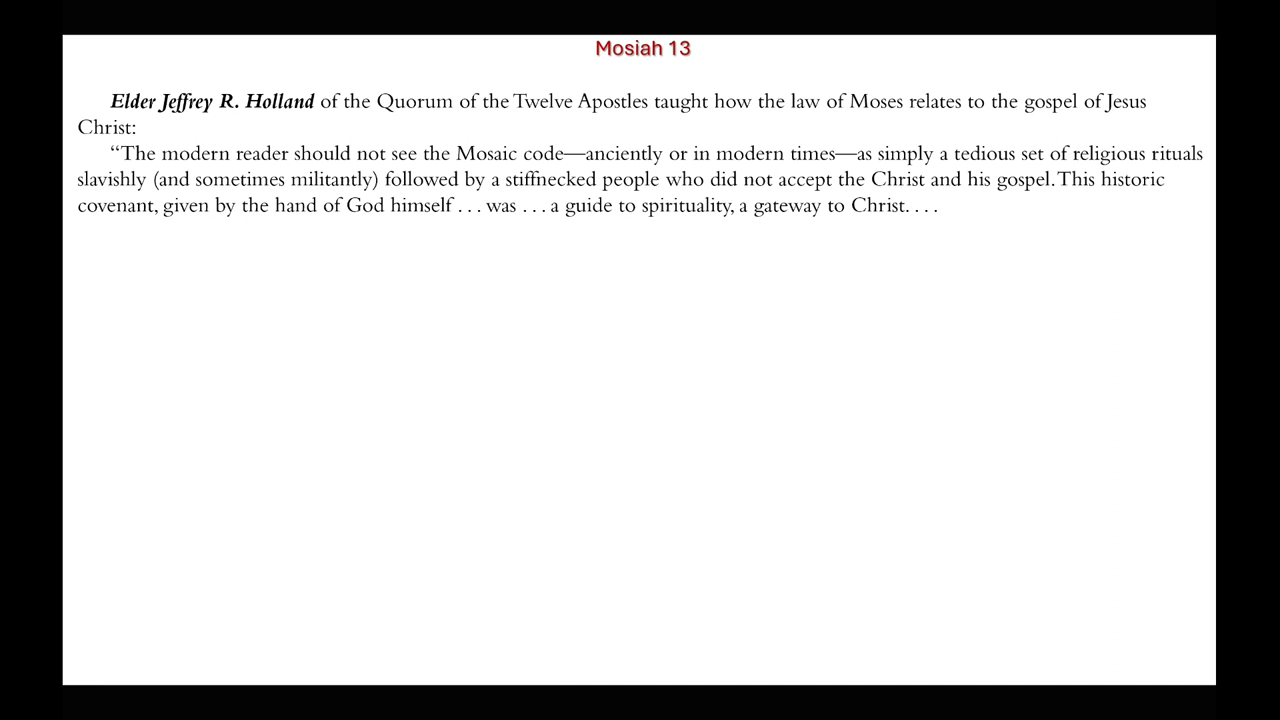 Mosiah 13
Elder Jeffrey R. Holland of the Quorum of the Twelve Apostles taught how the law of Moses relates to the gospel of Jesus
Christ:
“The modern reader should not see the Mosaic code—anciently or in modern times—as simply a tedious set of religious rituals
slavishly (and sometimes militantly) followed by a stiffnecked people who did not accept the Christ and his gospel. This historic
covenant, given by the hand of God himself . . . was . . . a guide to spirituality, a gateway to Christ. . . .